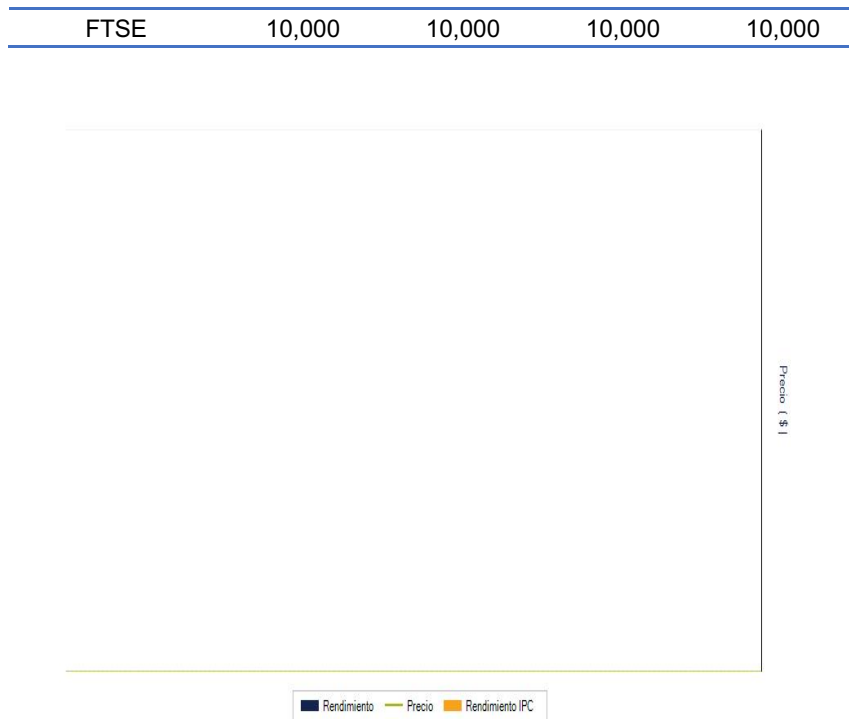 FTSE 10,000 10,000 10,000 10,000
Precio ( $ )
Rendimiento Precio Rendimiento IPC